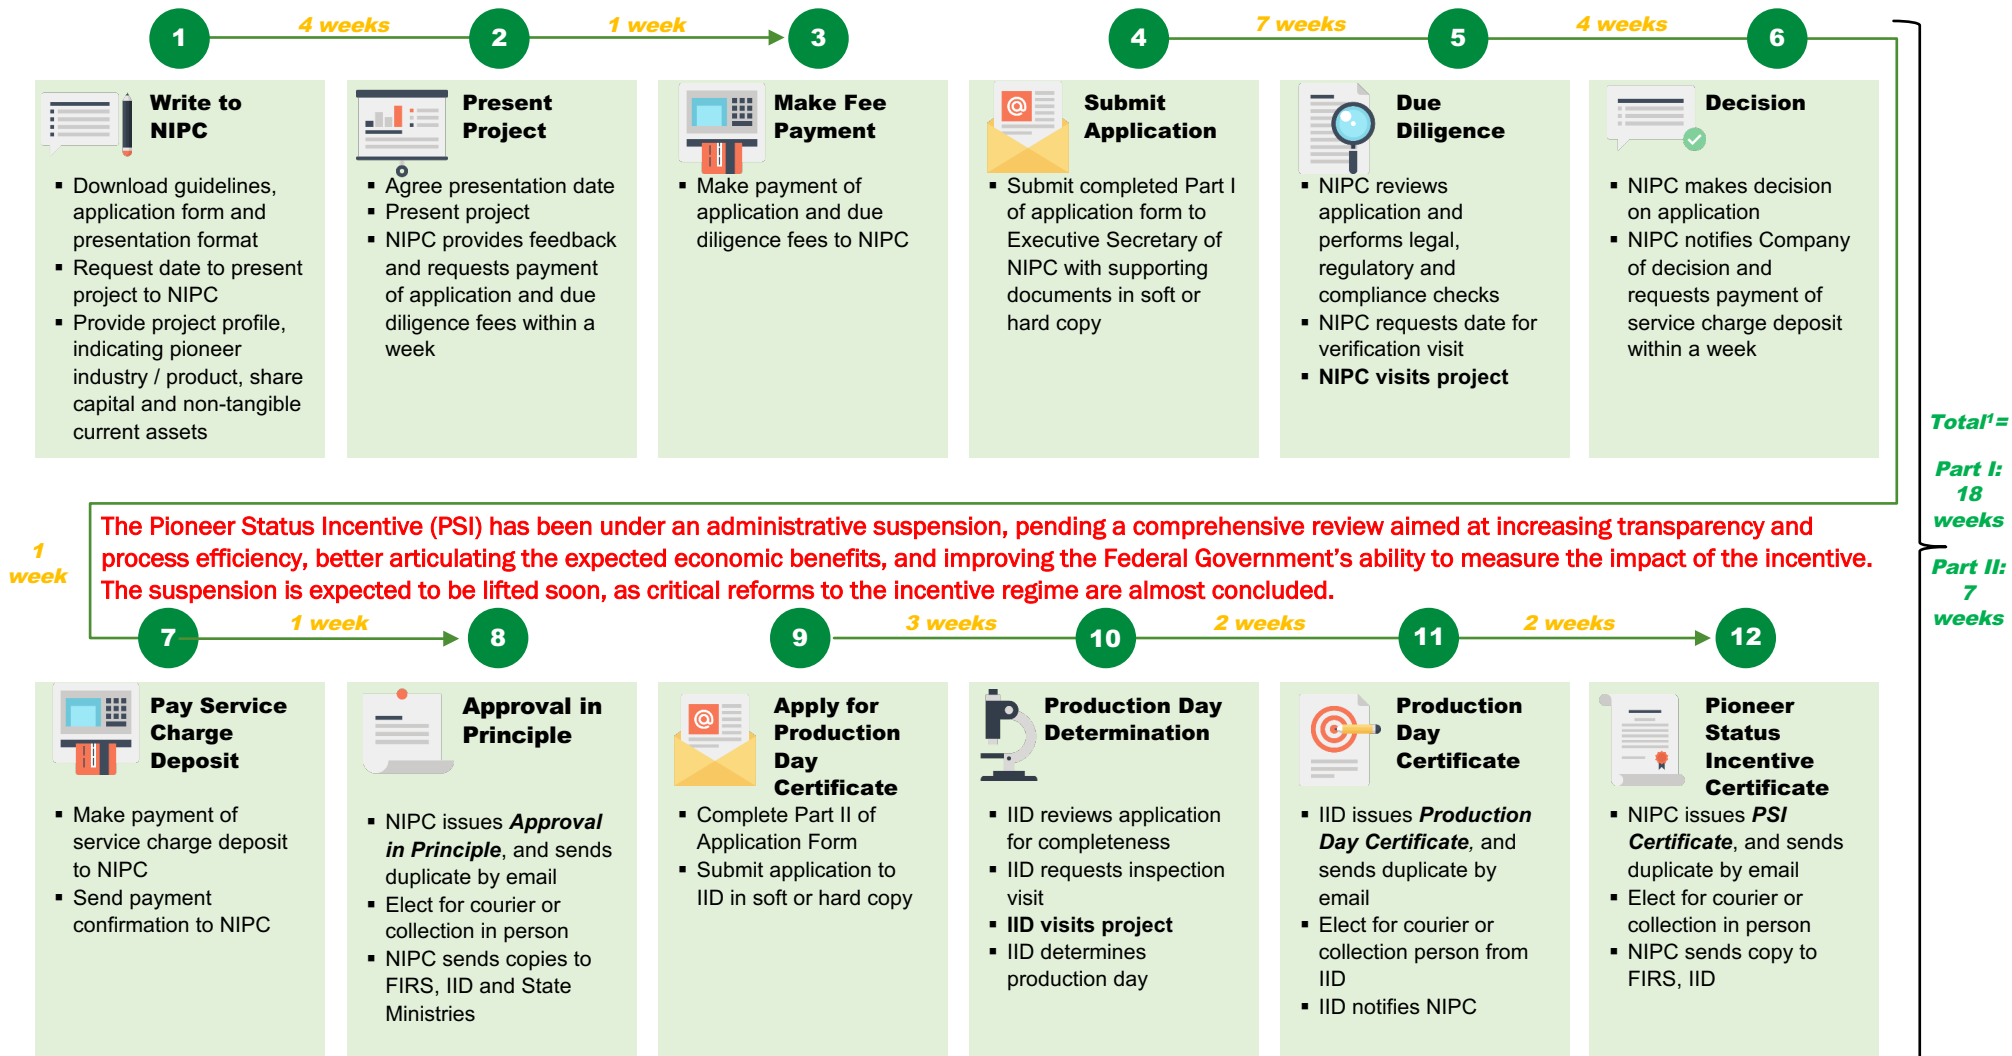 1
4 weeks
2
1 week
3
4
7 weeks
5
4 weeks
6
Write to
NIPC
▪ Download guidelines,
application form and
presentation format
▪ Request date to present
project to NIPC
▪ Provide project profile,
indicating pioneer
industry / product, share
capital and non-tangible
current assets
Present
Project
▪ Agree presentation date
▪ Present project
▪ NIPC provides feedback
and requests payment
of application and due
diligence fees within a
week
Make Fee
Payment
▪ Make payment of
application and due
diligence fees to NIPC
Submit
Application
▪ Submit completed Part I
of application form to
Executive Secretary of
NIPC with supporting
documents in soft or
hard copy
Due
Diligence
▪ NIPC reviews
application and
performs legal,
regulatory and
compliance checks
▪ NIPC requests date for
verification visit
▪ NIPC visits project
Decision
▪ NIPC makes decision
on application
▪ NIPC notifies Company
of decision and
requests payment of
service charge deposit
within a week
Total¹=
Part I:
18
weeks
Part II:
7
weeks
1
week
The Pioneer Status Incentive (PSI) has been under an administrative suspension, pending a comprehensive review aimed at increasing transparency and
process efficiency, better articulating the expected economic benefits, and improving the Federal Government's ability to measure the impact of the incentive.
The suspension is expected to be lifted soon, as critical reforms to the incentive regime are almost concluded.
7
1 week
8
9
3 weeks
10
2 weeks
11
2 weeks
12
Pay Service
Charge
Deposit
▪ Make payment of
service charge deposit
to NIPC
▪ Send payment
confirmation to NIPC
Approval in
Principle
▪ NIPC issues Approval
in Principle, and sends
duplicate by email
▪ Elect for courier or
collection in person
▪ NIPC sends copies to
FIRS, IID and State
Ministries
Apply for
Production
Day
Certificate
▪ Complete Part II of
Application Form
▪ Submit application to
IID in soft or hard copy
Production Day
Determination
▪ IID reviews application
for completeness
▪ IID requests inspection
visit
▪ IID visits project
▪ IID determines
production day
Production
Day
Certificate
▪ IID issues Production
Day Certificate, and
sends duplicate by
email
▪ Elect for courier or
collection person from
IID
▪ IID notifies NIPC
Pioneer
Status
Incentive
Certificate
▪ NIPC issues PSI
Certificate, and sends
duplicate by email
▪ Elect for courier or
collection in person
▪ NIPC sends copy to
FIRS, IID